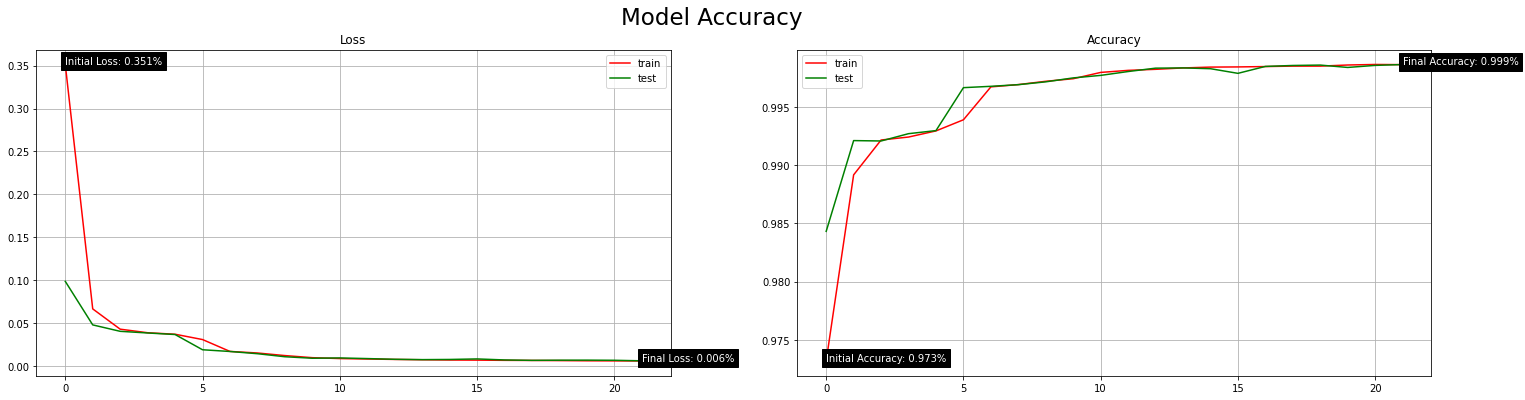 Model Accuracy
Loss
Initial Loss: 0.351%
train
test
0.35
0.30
0.25
0.20
0.15
0.10
0.05
0.00
Final Loss: 0.006%
0 5 10 15 20
Accuracy
train
test
Final Accuracy: 0.999%
0.995
0.990
0.985
0.980
0.975
Initial Accuracy: 0.973%
0 5 10 15 20